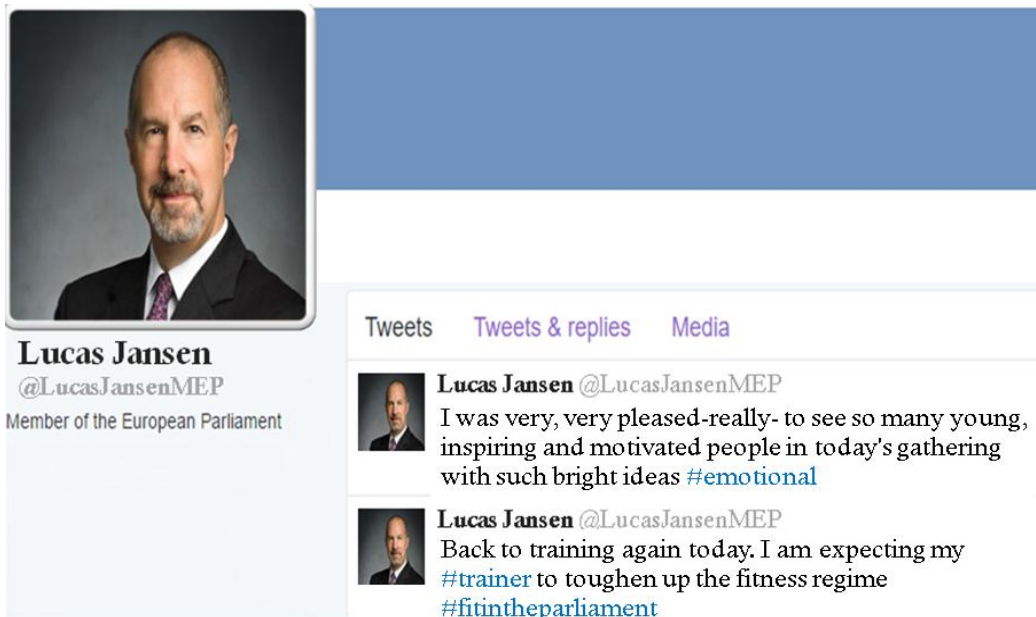 Lucas Jansen
@LucasJansenMEP
Member of the European Parliament
Tweets Tweets & replies Media
Lucas Jansen @LucasJansenMEP
I was very, very pleased-really- to see so many young,
inspiring and motivated people in today's gathering
with such bright ideas #emotional
Lucas Jansen @LucasJansenMEP
Back to training again today. I am expecting my
#trainer to toughen up the fitness regime
#fitintheparliament